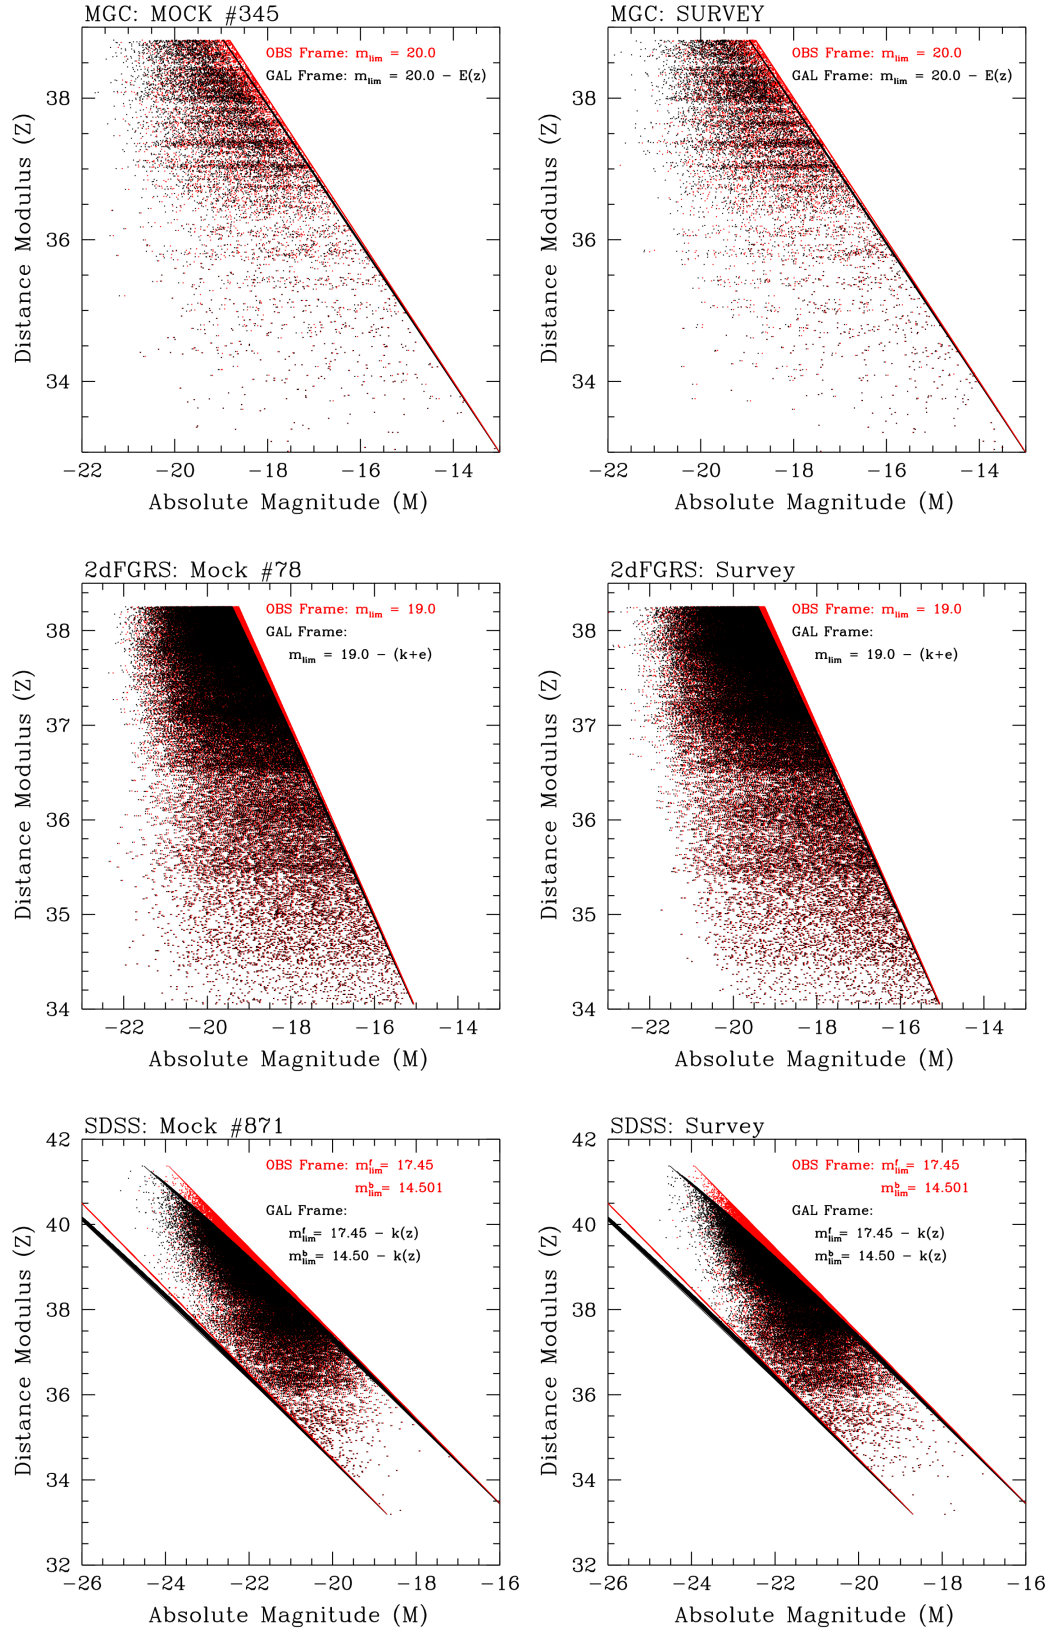 MGC: MOCK #345
OBS Frame: mlim = 20.0
GAL Frame: mlim = 20.0 − E(z)
38
36
34
Distance Modulus (Z)
−22 −20 −18 −16 −14
Absolute Magnitude (M)
MGC: SURVEY
OBS Frame: mlim = 20.0
GAL Frame: mlim = 20.0 − E(z)
38
36
34
Distance Modulus (Z)
−22 −20 −18 −16 −14
Absolute Magnitude (M)
2dFGRS: Mock #78
OBS Frame: mlim = 19.0
GAL Frame:
mlim = 19.0 − (k+e)
38
37
36
35
34
Distance Modulus (Z)
−22 −20 −18 −16 −14
Absolute Magnitude (M)
2dFGRS: Survey
OBS Frame: mlim = 19.0
GAL Frame:
mlim = 19.0 − (k+e)
38
37
36
35
34
Distance Modulus (Z)
−22 −20 −18 −16 −14
Absolute Magnitude (M)
SDSS: Mock #871
OBS Frame: m^f_lim = 17.45
m^b_lim = 14.501
GAL Frame:
m^f_lim = 17.45 − k(z)
m^b_lim = 14.50 − k(z)
42
40
38
36
34
32
Distance Modulus (Z)
−26 −24 −22 −20 −18 −16
Absolute Magnitude (M)
SDSS: Survey
OBS Frame: m^f_lim = 17.45
m^b_lim = 14.501
GAL Frame:
m^f_lim = 17.45 − k(z)
m^b_lim = 14.50 − k(z)
42
40
38
36
34
32
Distance Modulus (Z)
−26 −24 −22 −20 −18 −16
Absolute Magnitude (M)